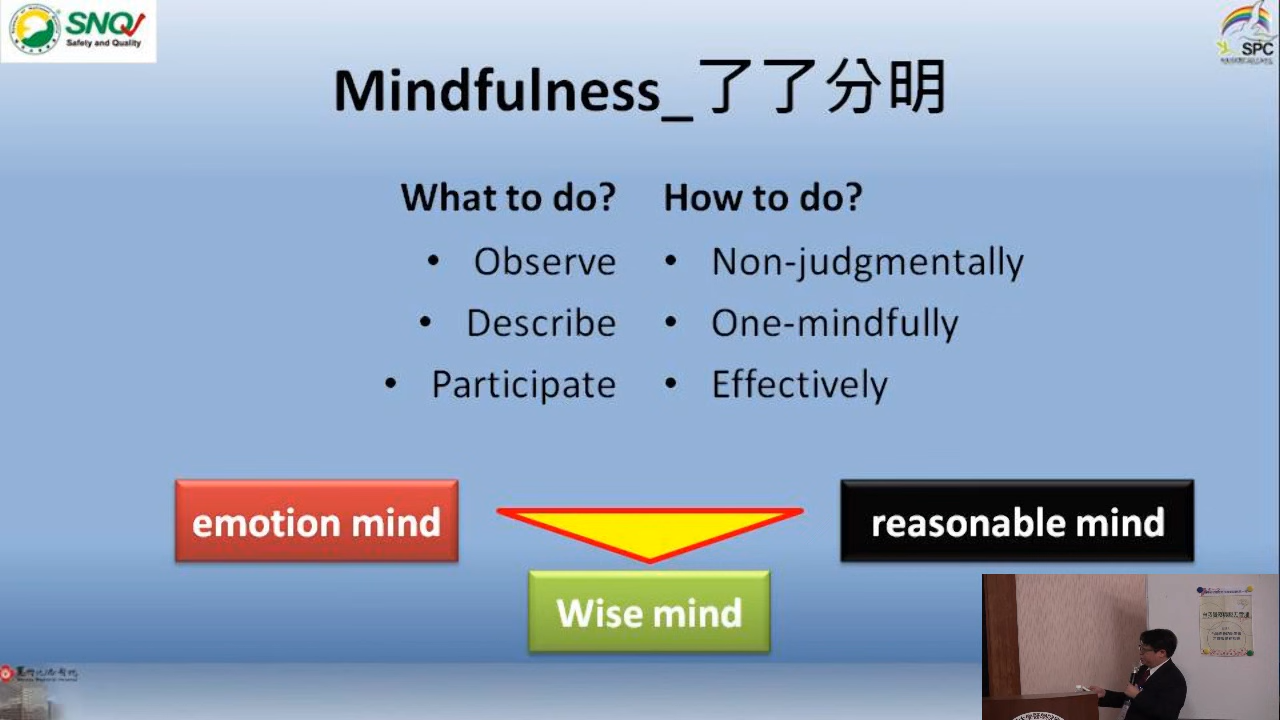 SNQ
Safety and Quality
SPC
Mindfulness_了了分明
What to do?
How to do?
• Observe
• Non-judgmentally
• Describe
• One-mindfully
• Participate
• Effectively
emotion mind
reasonable mind
Wise mind